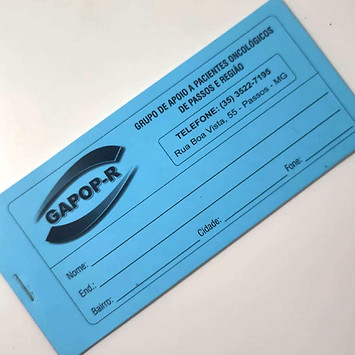 GRUPO DE APOIO A PACIENTES ONCOLÓGICOS
DE PASSOS E REGIÃO
TELEFONE: (35) 3522-7195
Rua Boa Vista, 55 - Passos - MG
GAPOP-R
Nome:
End.:
Bairro: Cidade: Fone: